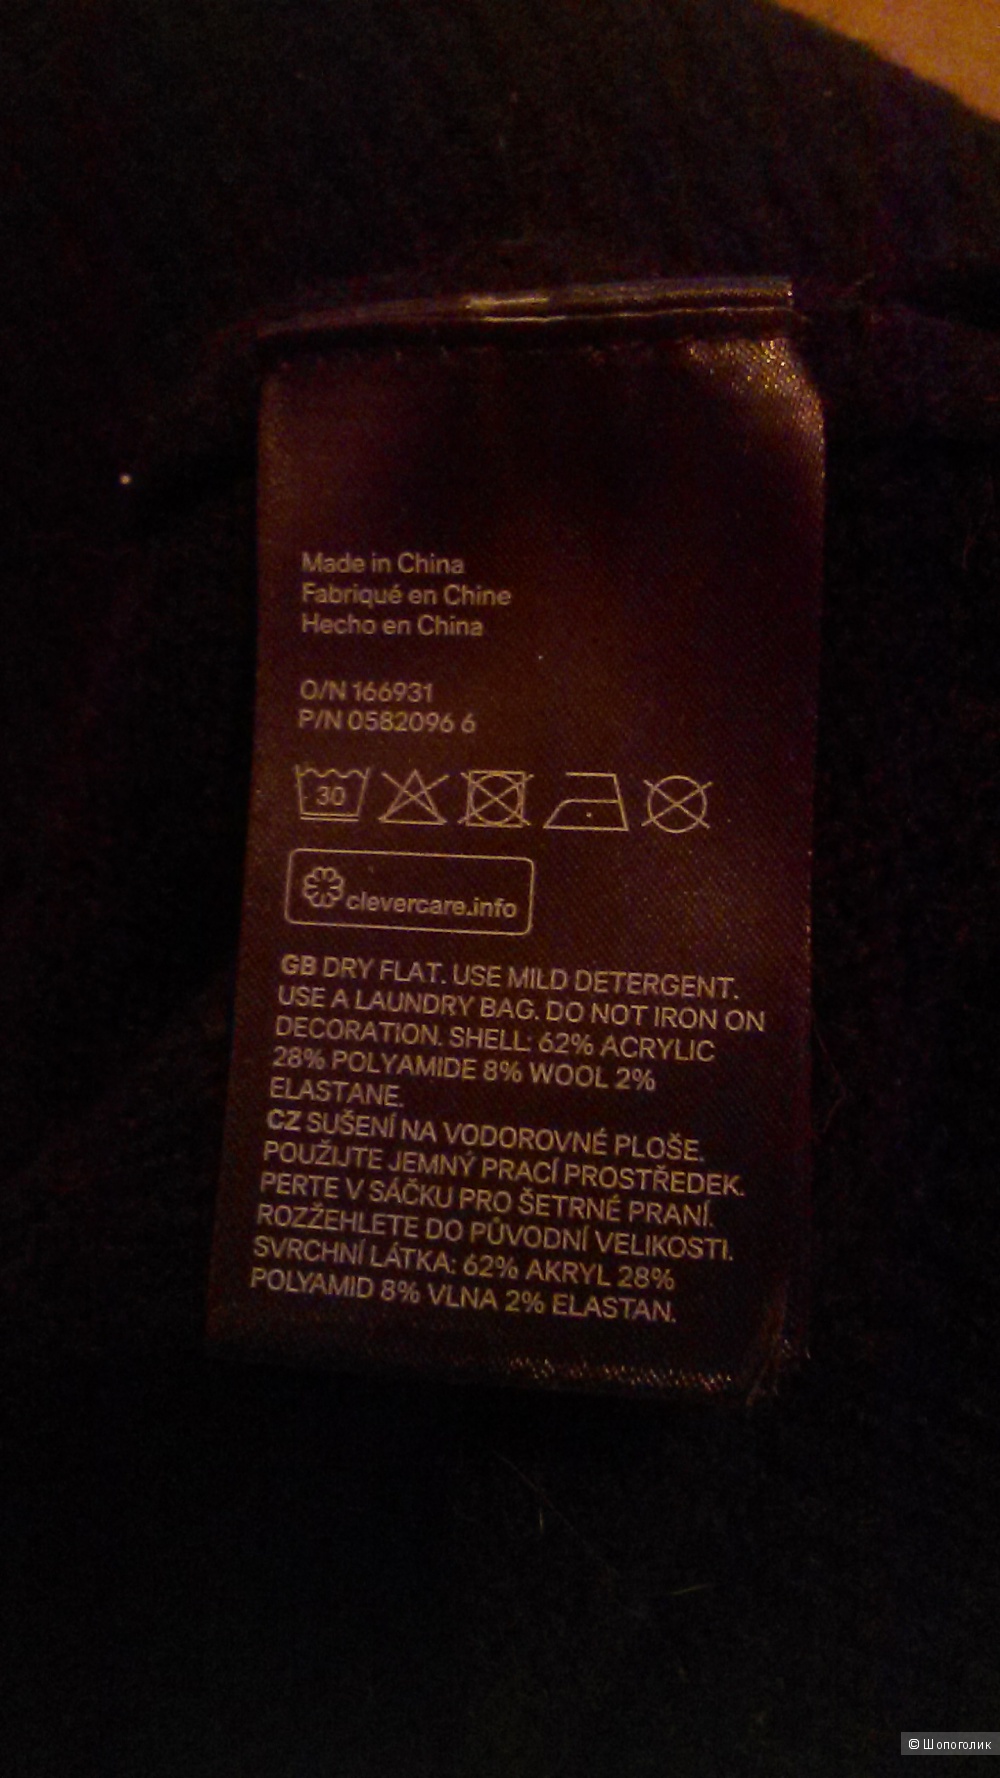 Made in China
Fabriqué en Chine
Hecho en China
O/N 166931
P/N 0582096 6
30
clevercare.info
GB DRY FLAT. USE MILD DETERGENT.
USE A LAUNDRY BAG. DO NOT IRON ON
DECORATION. SHELL: 62% ACRYLIC
28% POLYAMIDE 8% WOOL 2%
ELASTANE.
CZ SUŠENÍ NA VODOROVNÉ PLOŠE.
POUŽIJTE JEMNÝ PRACÍ PROSTŘEDEK.
PERTE V SÁČKU PRO ŠETRNÉ PRANÍ.
ROZŽEHLETE DO PŮVODNÍ VELIKOSTI.
SVRCHNÍ LÁTKA: 62% AKRYL 28%
POLYAMID 8% VLNA 2% ELASTAN.
© Шопоголик